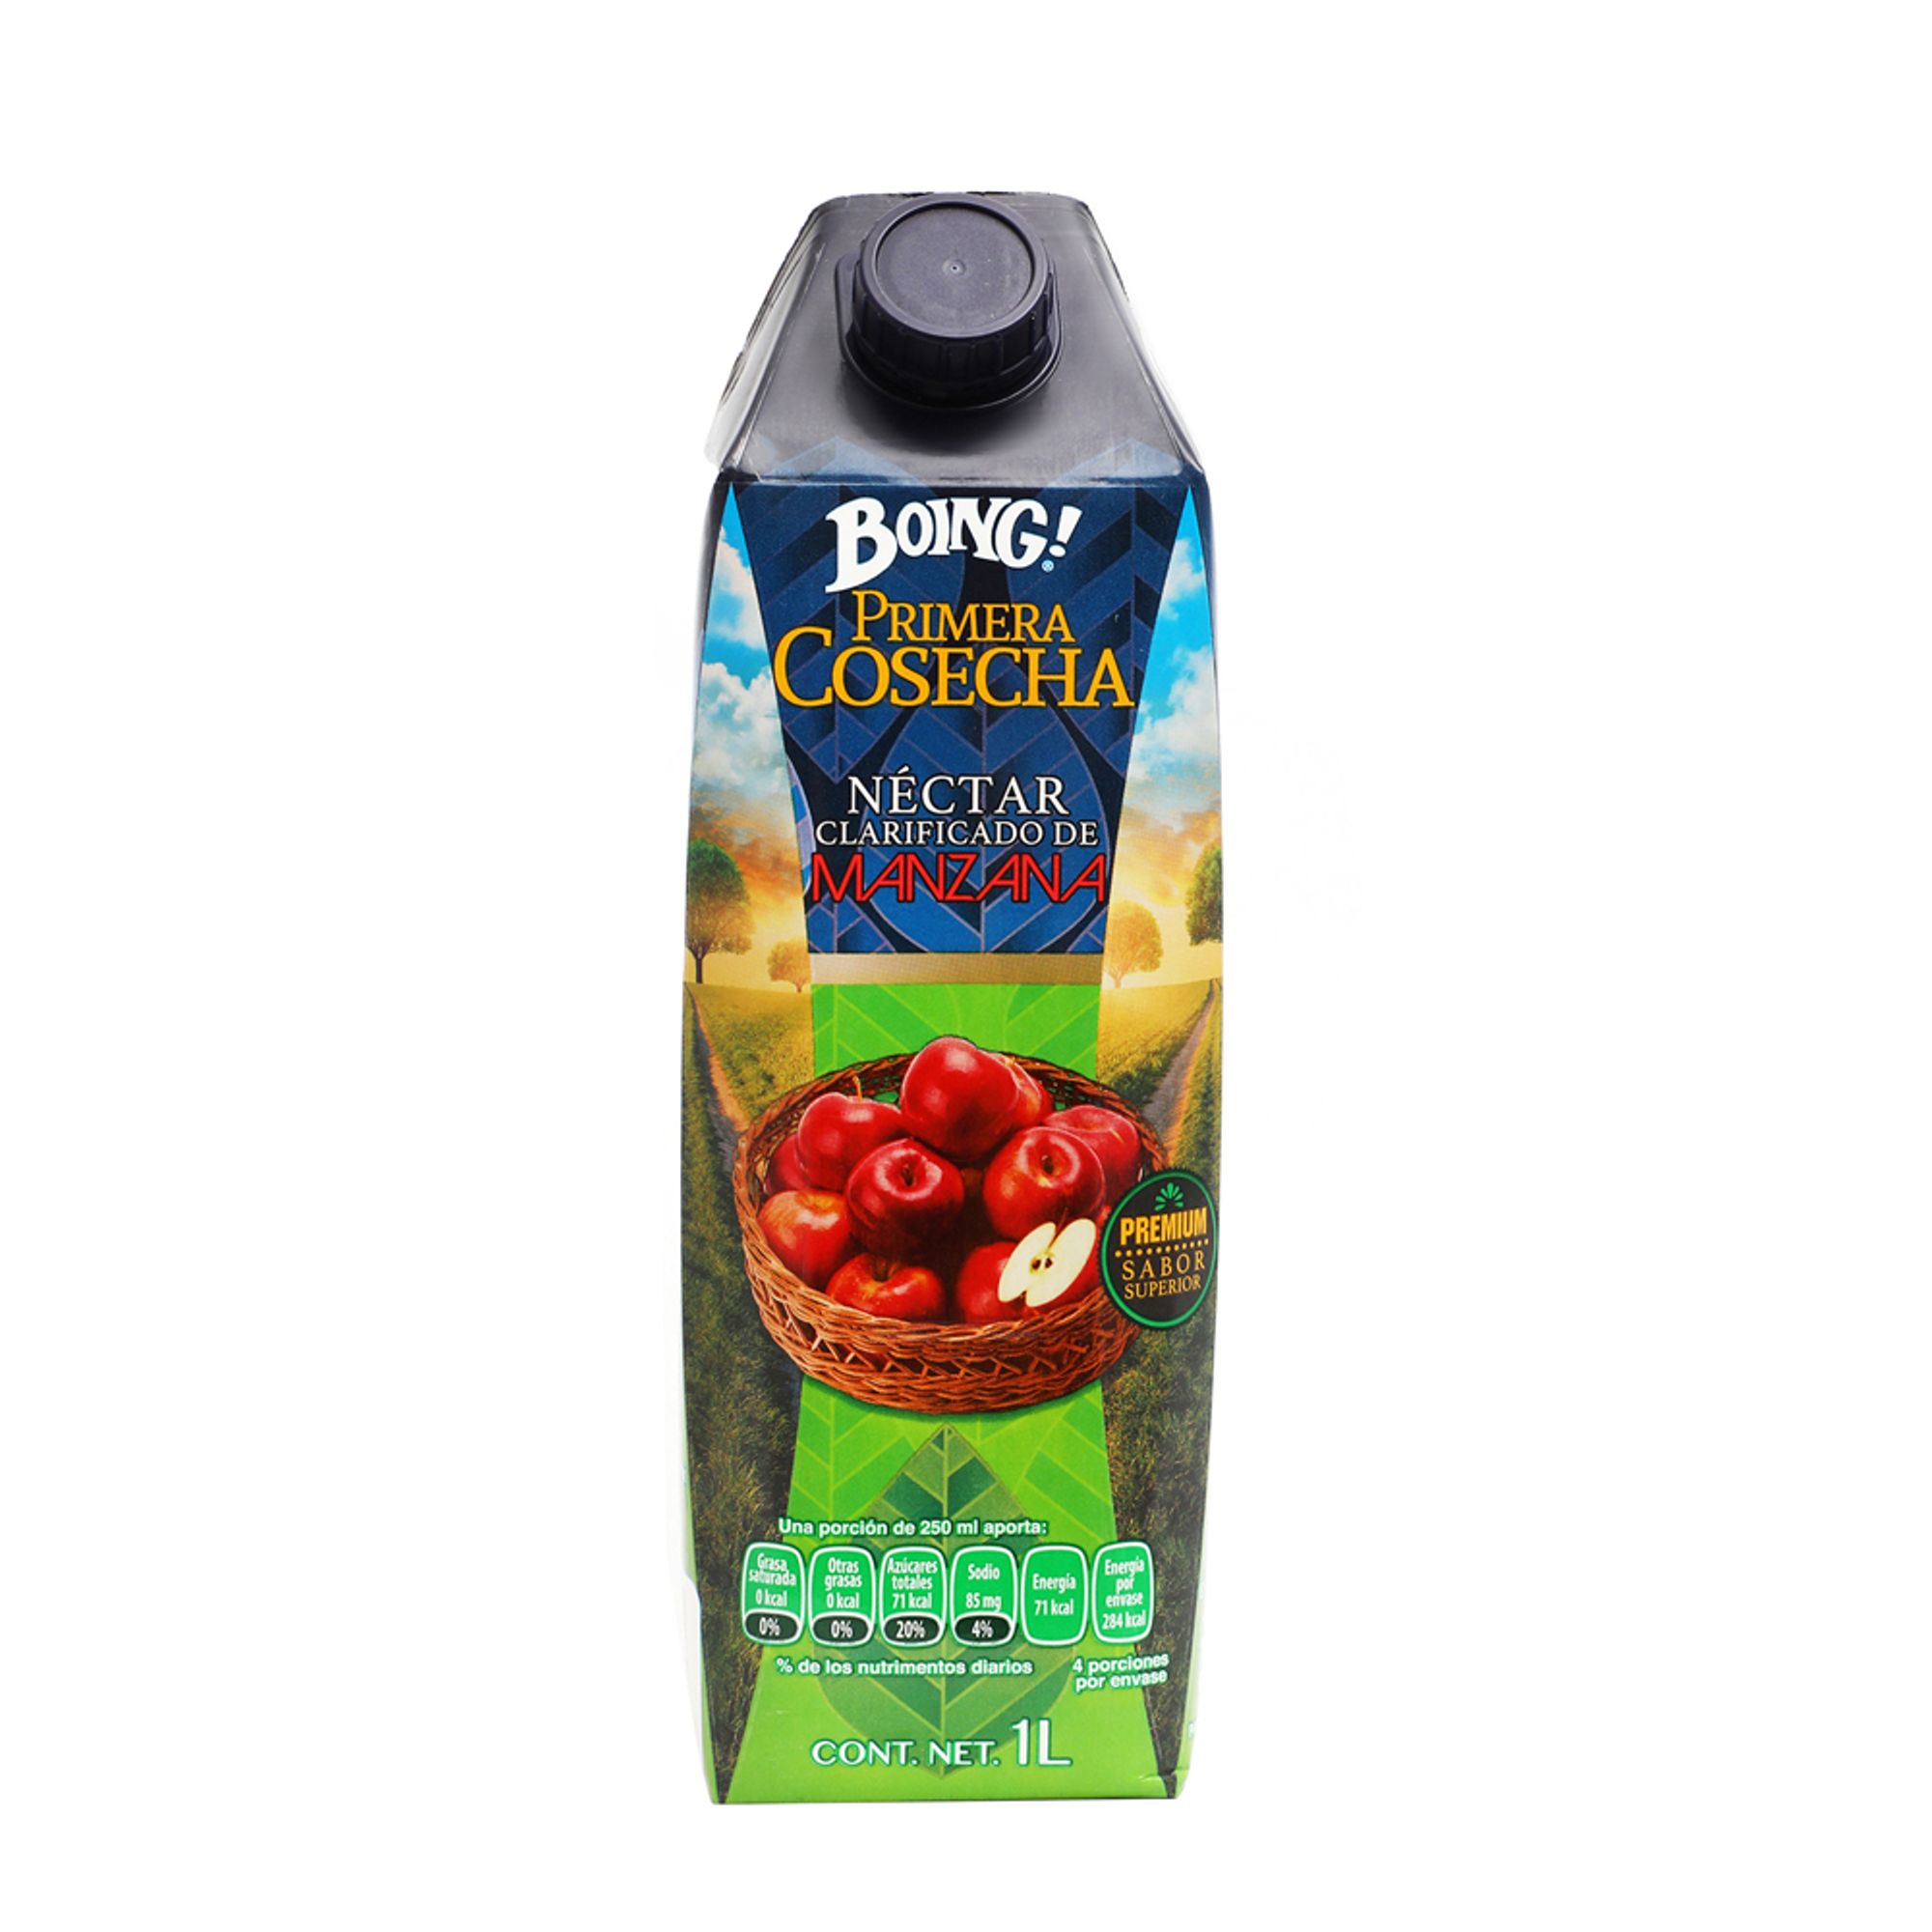 BOING!
®
PRIMERA
COSECHA
NÉCTAR
CLARIFICADO DE
MANZANA
PREMIUM
SABOR
SUPERIOR
Una porción de 250 ml aporta:
Grasa
saturada
0 kcal
0%
Otras
grasas
0 kcal
0%
Azúcares
totales
71 kcal
20%
Sodio
85 mg
4%
Energía
71 kcal
Energía
por
envase
284 kcal
% de los nutrimentos diarios
4 porciones
por envase
CONT. NET. 1L